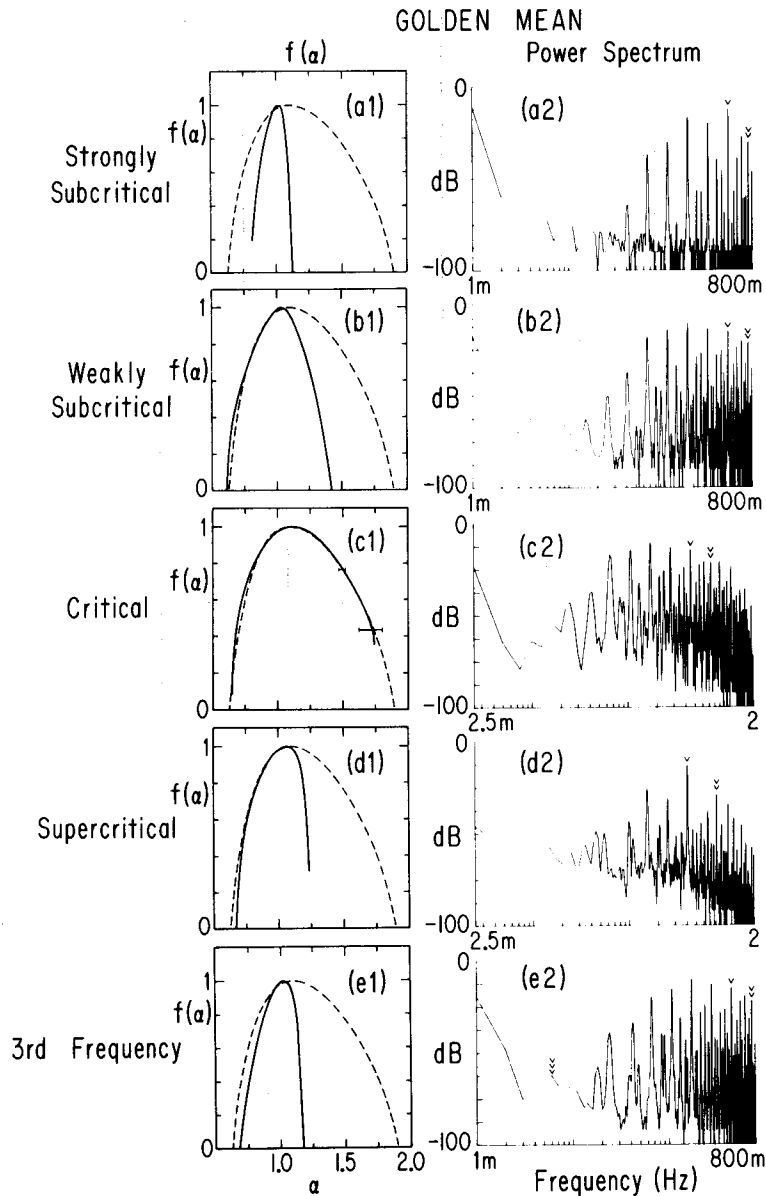 GOLDEN MEAN
f(α)
Power Spectrum
Strongly
Subcritical
f(α)
1
0
(a1)
0
dB
-100
(a2)
1m
800m
Weakly
Subcritical
f(α)
1
0
(b1)
0
dB
-100
(b2)
1m
800m
Critical
f(α)
1
0
(c1)
0
dB
-100
(c2)
2.5m
2
Supercritical
f(α)
1
0
(d1)
0
dB
-100
(d2)
2.5m
2
3rd Frequency
f(α)
1
0
(e1)
1.0
1.5
2.0
α
0
dB
-100
(e2)
1m
800m
Frequency (Hz)